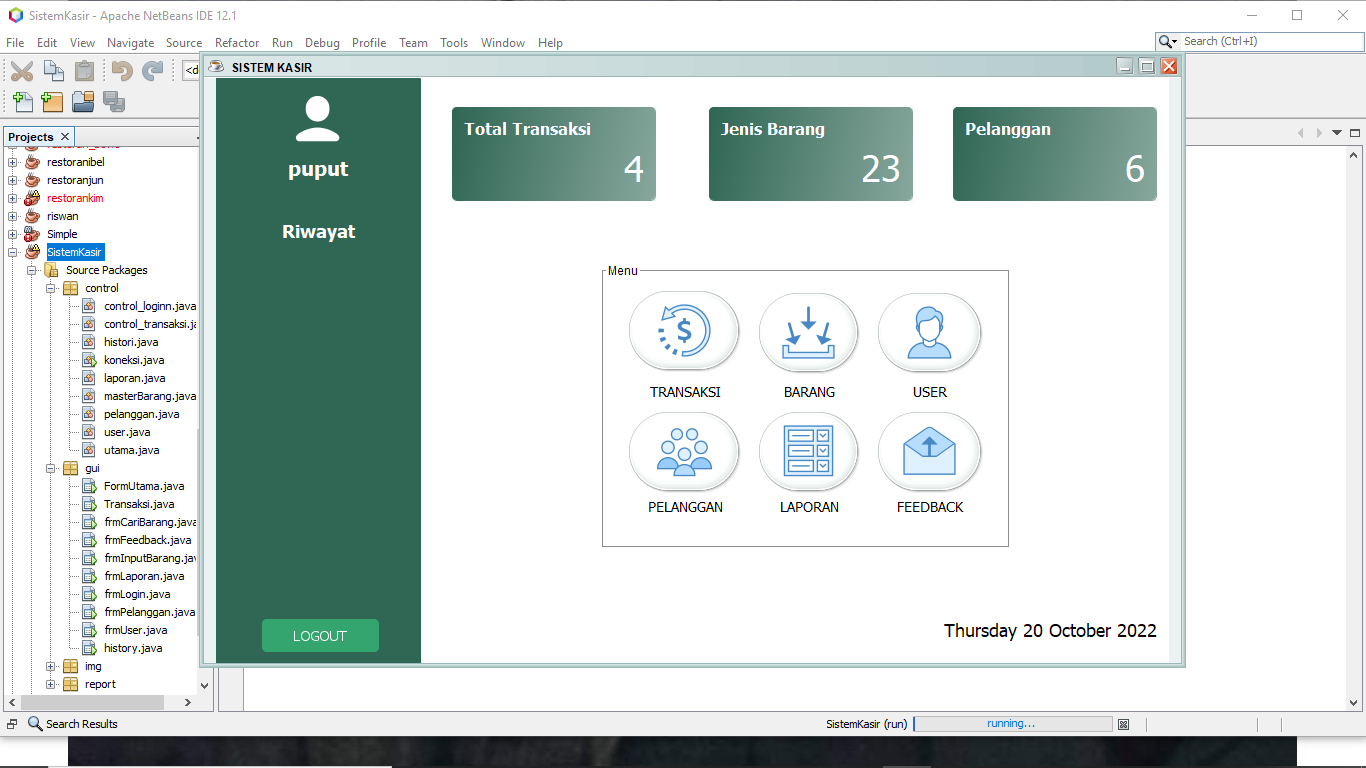 SistemKasir - Apache NetBeans IDE 12.1
File Edit View Navigate Source Refactor Run Debug Profile Team Tools Window Help
Search (Ctrl+I)
<d
SISTEM KASIR
Projects
restoranibel
restoranjun
restorankim
riswan
Simple
SistemKasir
Source Packages
control
control_loginn.java
control_transaksi.ja
histori.java
koneksi.java
laporan.java
masterBarang.java
pelanggan.java
user.java
utama.java
gui
FormUtama.java
Transaksi.java
frmCariBarang.java
frmFeedback.java
frmInputBarang.jav
frmLaporan.java
frmLogin.java
frmPelanggan.java
frmUser.java
history.java
img
report
puput
Riwayat
LOGOUT
Total Transaksi
4
Jenis Barang
23
Pelanggan
6
Menu
TRANSAKSI BARANG USER
PELANGGAN LAPORAN FEEDBACK
Thursday 20 October 2022
Search Results
SistemKasir (run)
running...